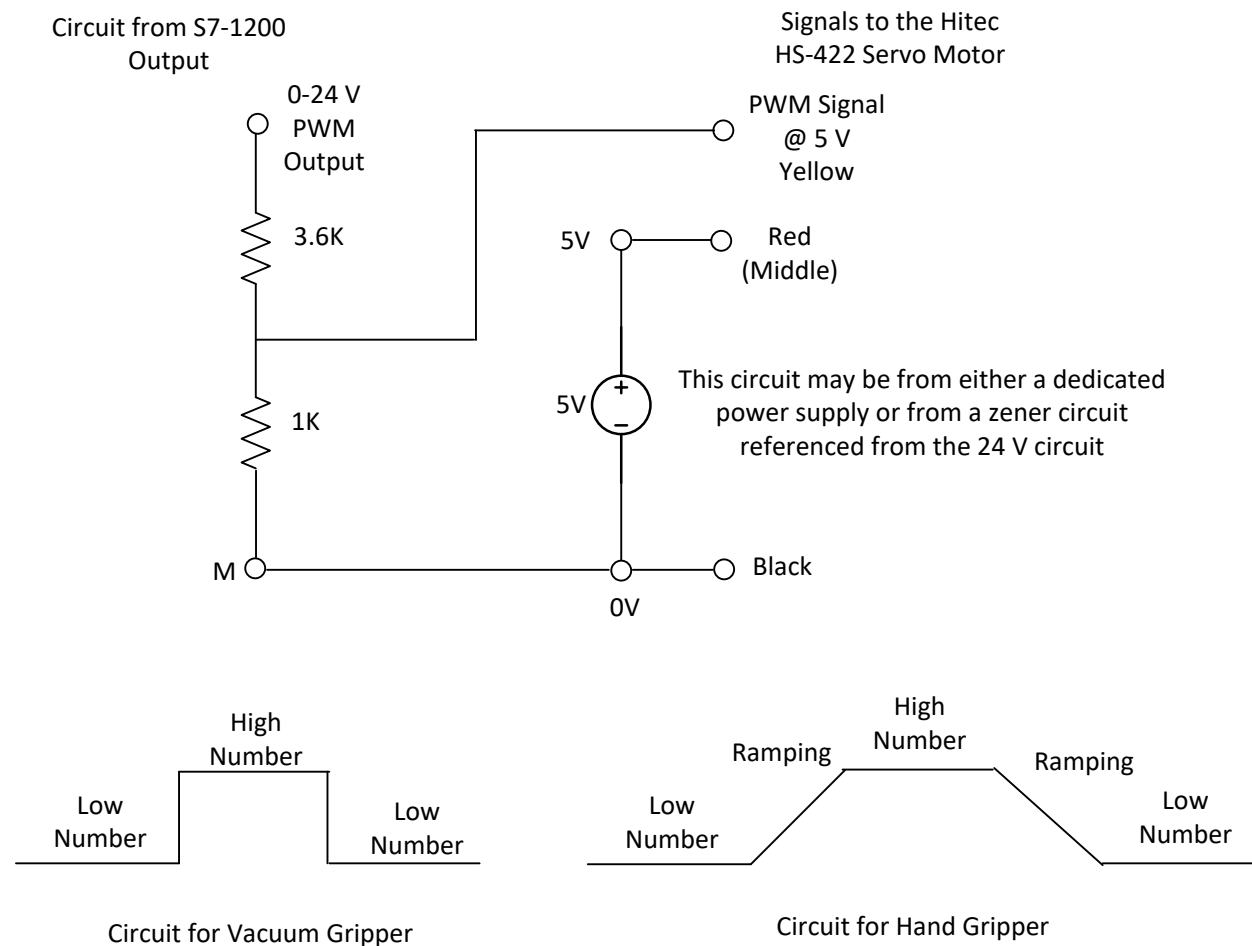 Circuit from S7-1200
Output
Signals to the Hitec
HS-422 Servo Motor
0-24 V
PWM
Output
PWM Signal
@ 5 V
Yellow
3.6K
5V
Red
(Middle)
1K
5V
+
−
This circuit may be from either a dedicated
power supply or from a zener circuit
referenced from the 24 V circuit
M
0V
Black
Low
Number
High
Number
Low
Number
Circuit for Vacuum Gripper
Low
Number
Ramping
High
Number
Ramping
Low
Number
Circuit for Hand Gripper